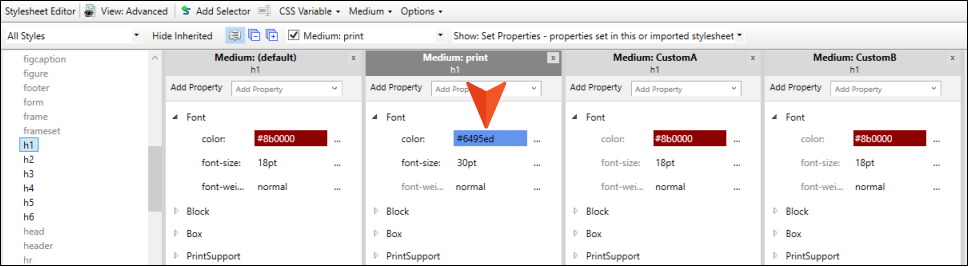 Stylesheet Editor View: Advanced Add Selector CSS Variable Medium Options
All Styles Hide Inherited Medium: print Show: Set Properties - properties set in this or imported stylesheet
figcaption
figure
footer
form
frame
frameset
h1
h2
h3
h4
h5
h6
head
header
hr
Medium: (default) x
h1
Add Property Add Property
Font
color: #8b0000 ...
font-size: 18pt ...
font-wei... normal ...
Block
Box
PrintSupport
Medium: print x
h1
Add Property Add Property
Font
color: #6495ed ...
font-size: 30pt ...
font-wei... normal ...
Block
Box
PrintSupport
Medium: CustomA x
h1
Add Property Add Property
Font
color: #8b0000 ...
font-size: 18pt ...
font-wei... normal ...
Block
Box
PrintSupport
Medium: CustomB x
h1
Add Property Add Property
Font
color: #8b0000 ...
font-size: 18pt ...
font-wei... normal ...
Block
Box
PrintSupport